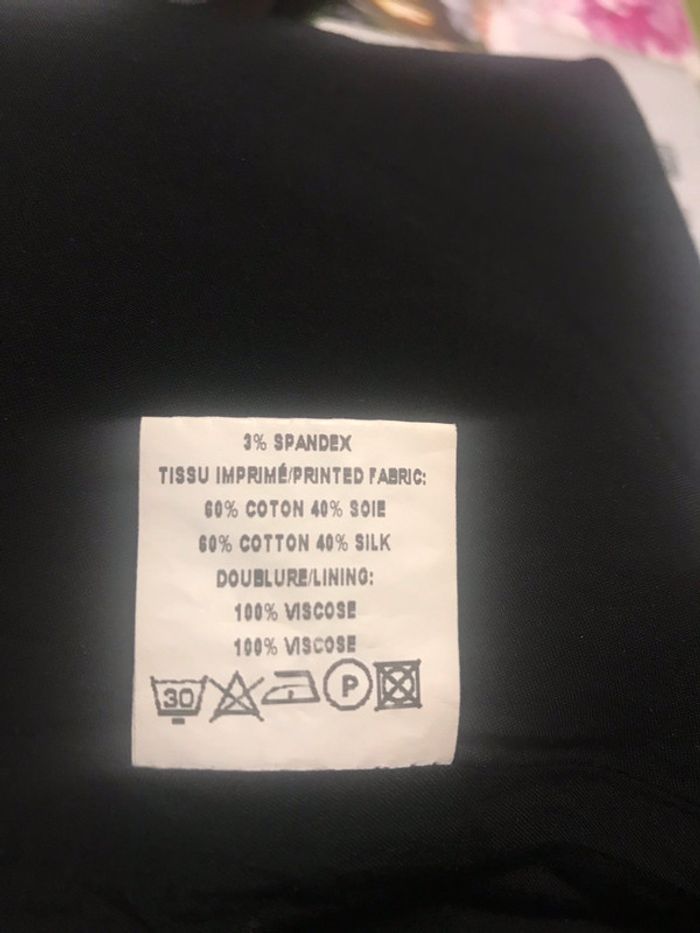 3% SPANDEX
TISSU IMPRIMÉ/PRINTED FABRIC:
60% COTON 40% SOIE
60% COTTON 40% SILK
DOUBLURE/LINING:
100% VISCOSE
100% VISCOSE
30 P